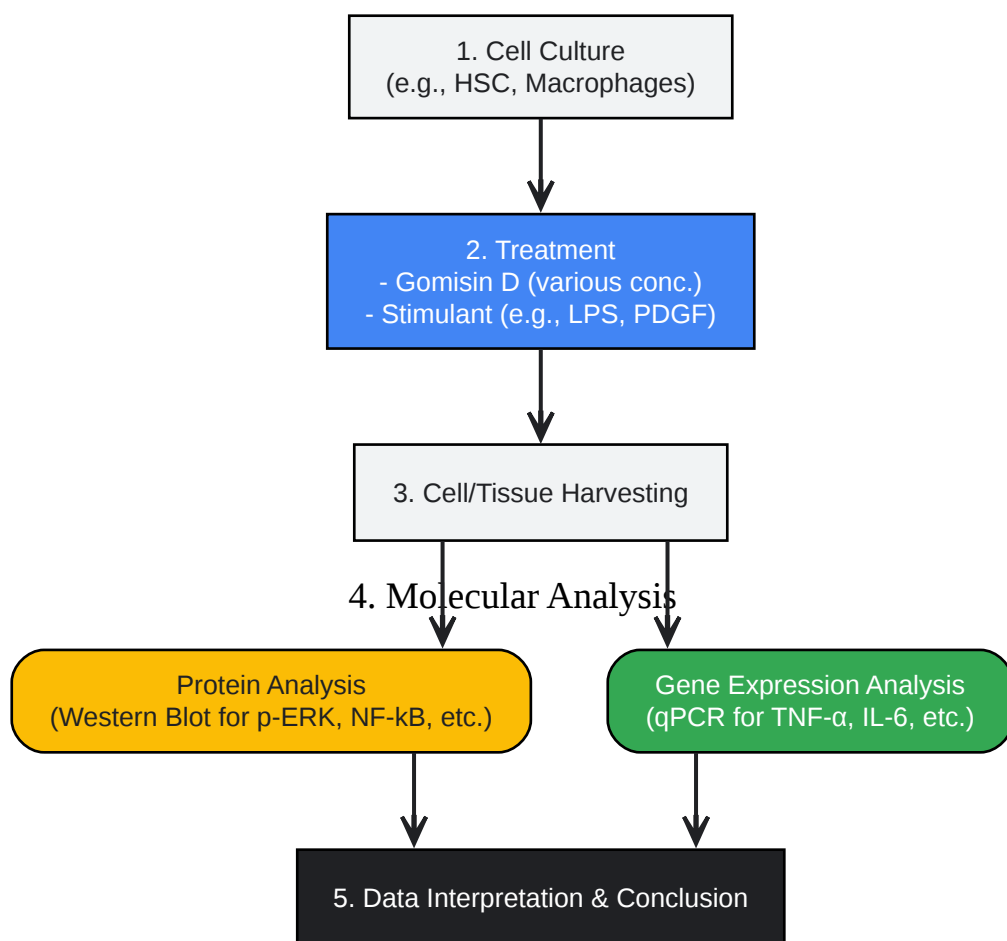 1. Cell Culture
(e.g., HSC, Macrophages)
2. Treatment
- Gomisin D (various conc.)
- Stimulant (e.g., LPS, PDGF)
3. Cell/Tissue Harvesting
4. Molecular Analysis
Protein Analysis
(Western Blot for p-ERK, NF-kB, etc.)
Gene Expression Analysis
(qPCR for TNF-α, IL-6, etc.)
5. Data Interpretation & Conclusion